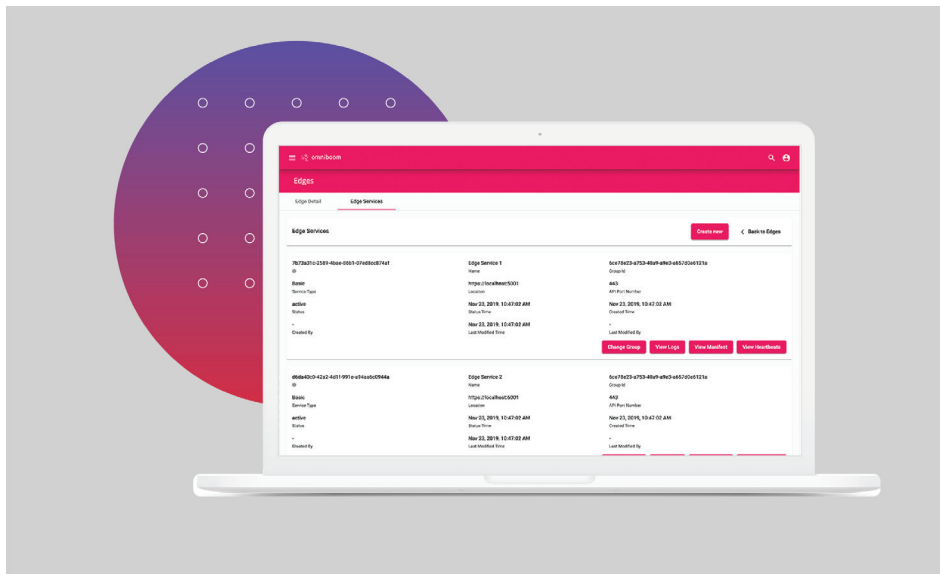 omniboom
Edges
Edge Detail Edge Services
Edge Services Create new Back to Edges
Edge Service 1
ID Name Group Id
Basic https://localhost:5001 443
Service Type Location API Port Number
active Nov 23, 2019, 10:47:02 AM Nov 23, 2019, 10:47:02 AM
Status Status Time Created Time
- Nov 23, 2019, 10:47:02 AM -
Created By Last Modified Time Last Modified By
Change Group View Logs View Manifest View Heartbeats
Edge Service 2
ID Name Group Id
Basic https://localhost:5001 443
Service Type Location API Port Number
active Nov 23, 2019, 10:47:02 AM Nov 23, 2019, 10:47:02 AM
Status Status Time Created Time
- Nov 23, 2019, 10:47:02 AM -
Created By Last Modified Time Last Modified By